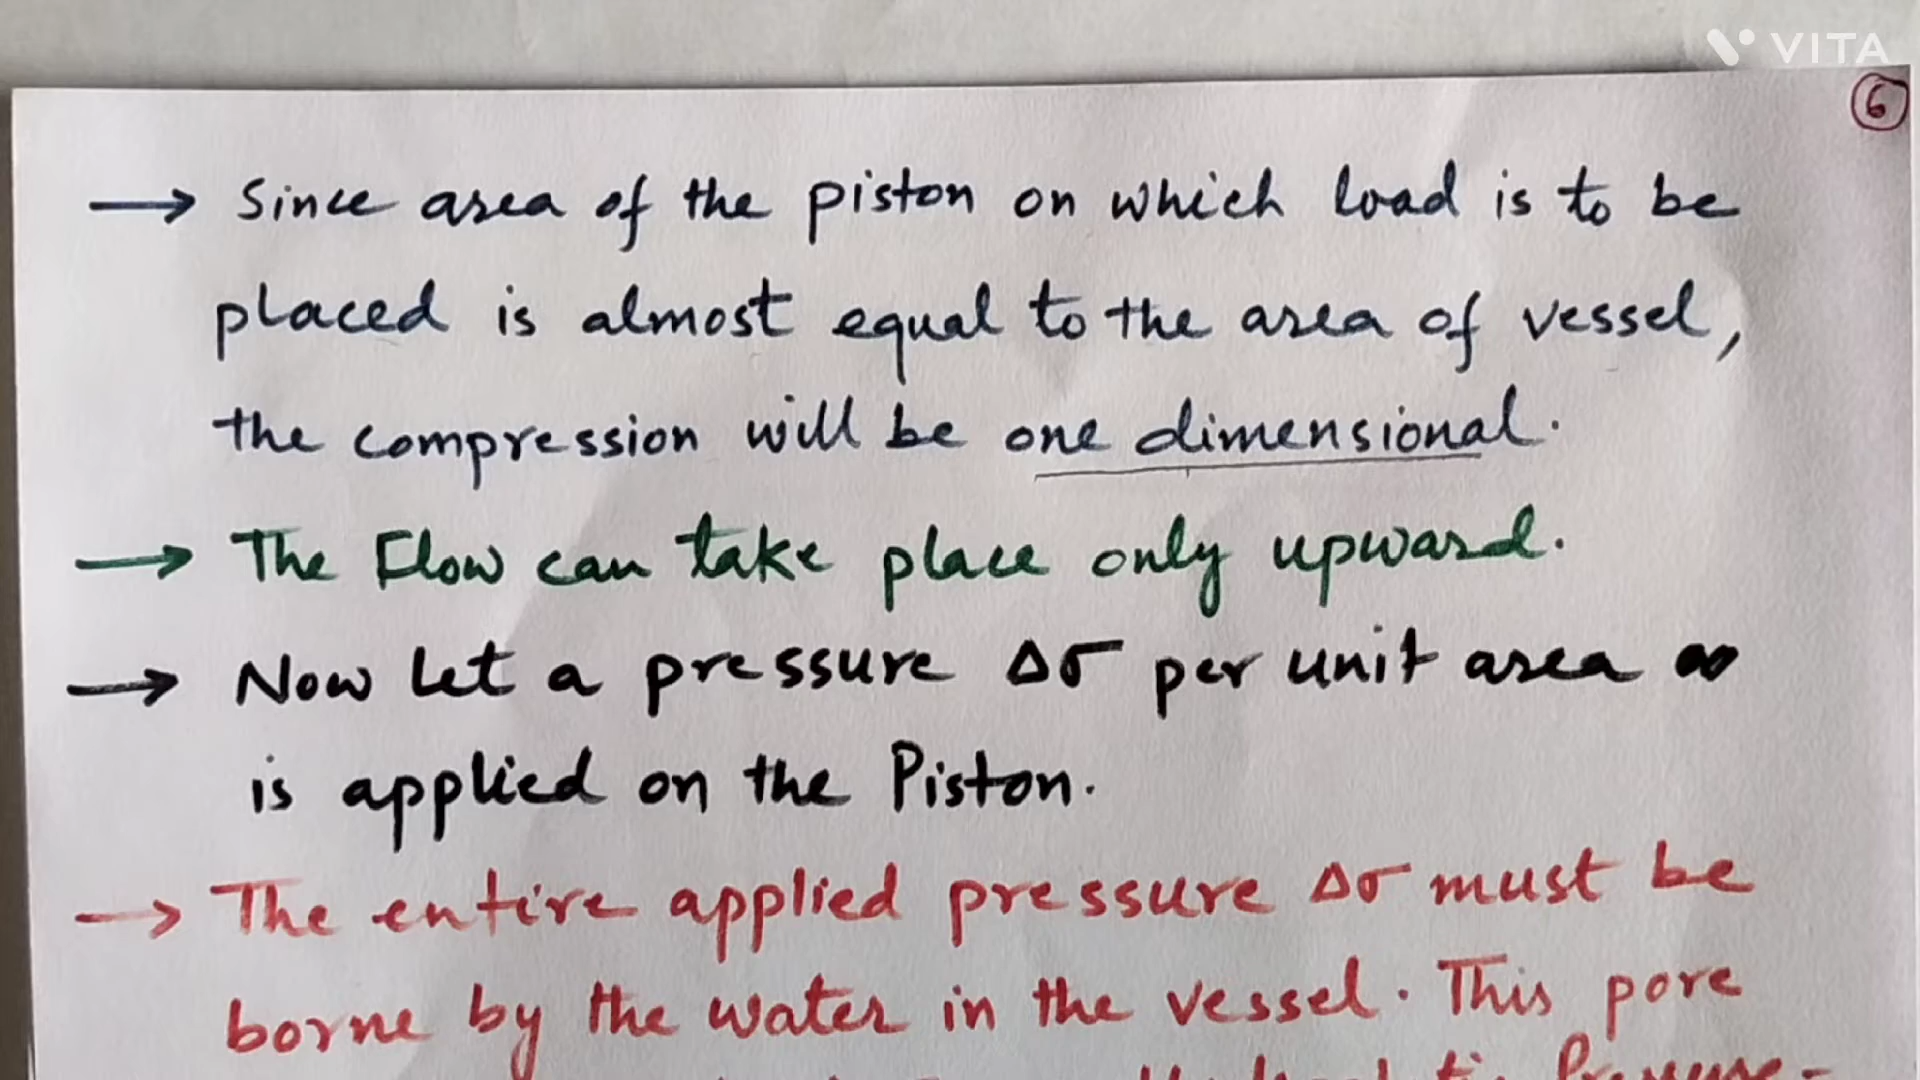 VITA
6
→ Since area of the piston on which load is to be
placed is almost equal to the area of vessel,
the compression will be one dimensional.
→ The Flow can take place only upward.
→ Now let a pressure Δσ per unit area
is applied on the Piston.
→ The entire applied pressure Δσ must be
borne by the water in the vessel. This pore
Pressure-